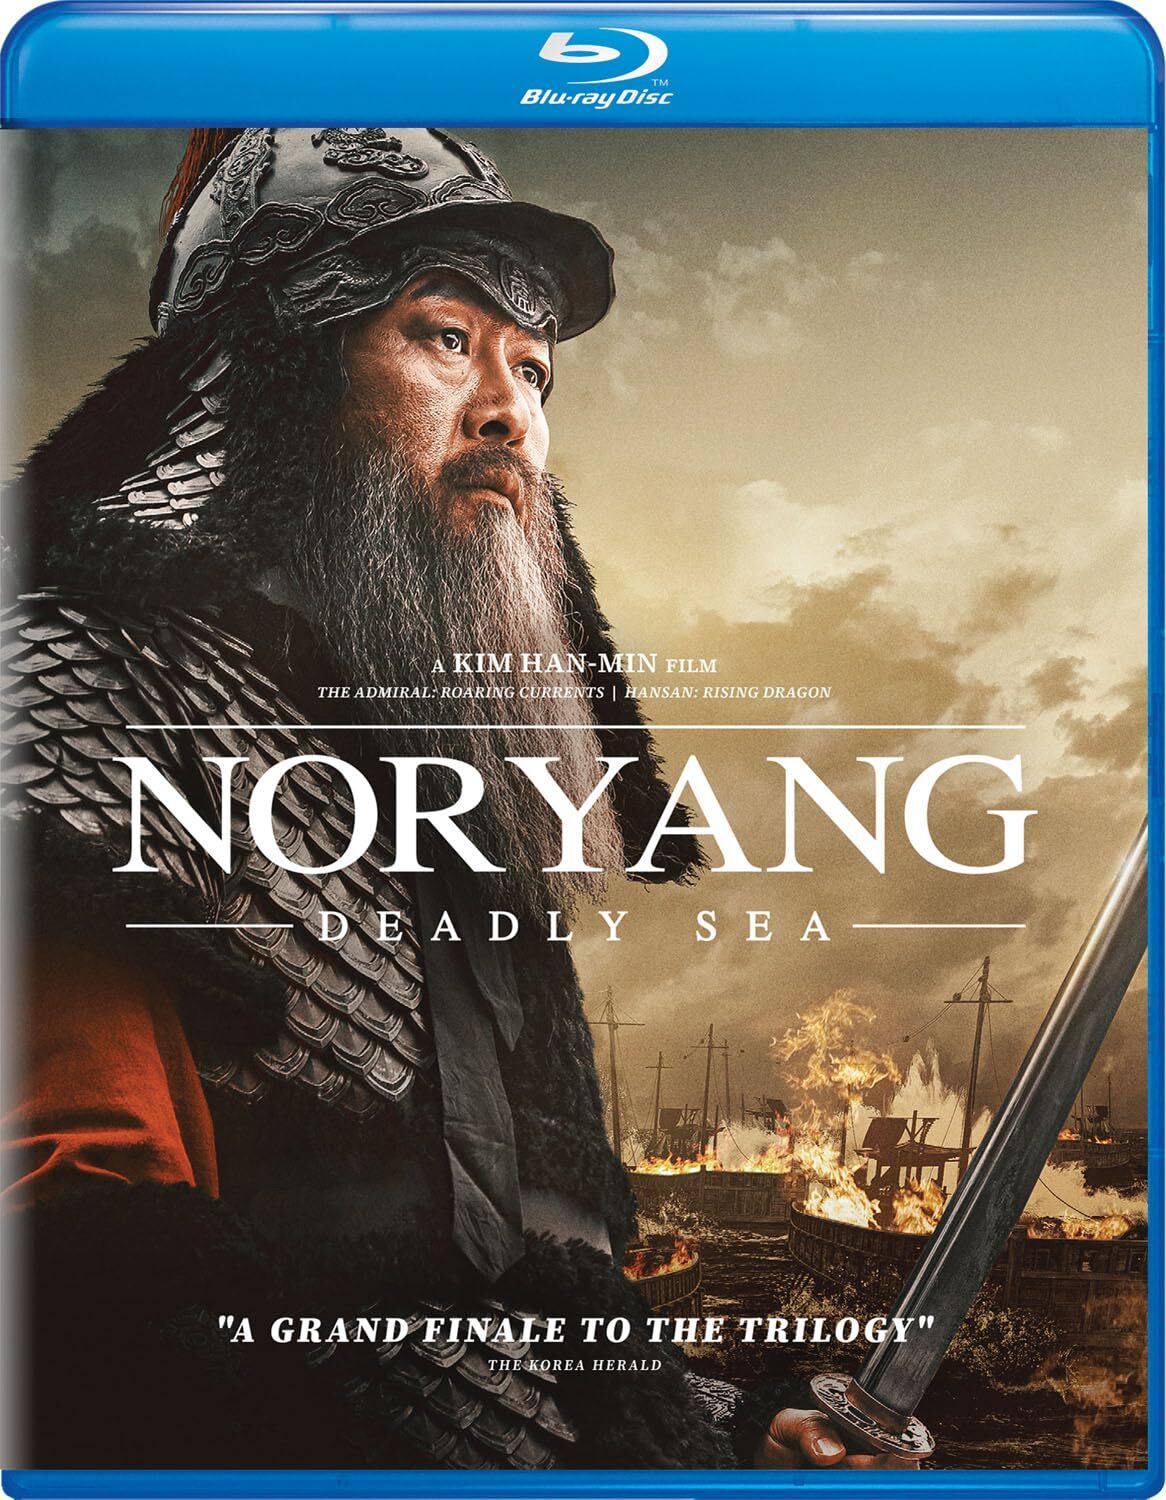 Blu-ray Disc
TM
A KIM HAN-MIN FILM
THE ADMIRAL: ROARING CURRENTS | HANSAN: RISING DRAGON
NORYANG
DEADLY SEA
"A GRAND FINALE TO THE TRILOGY"
THE KOREA HERALD